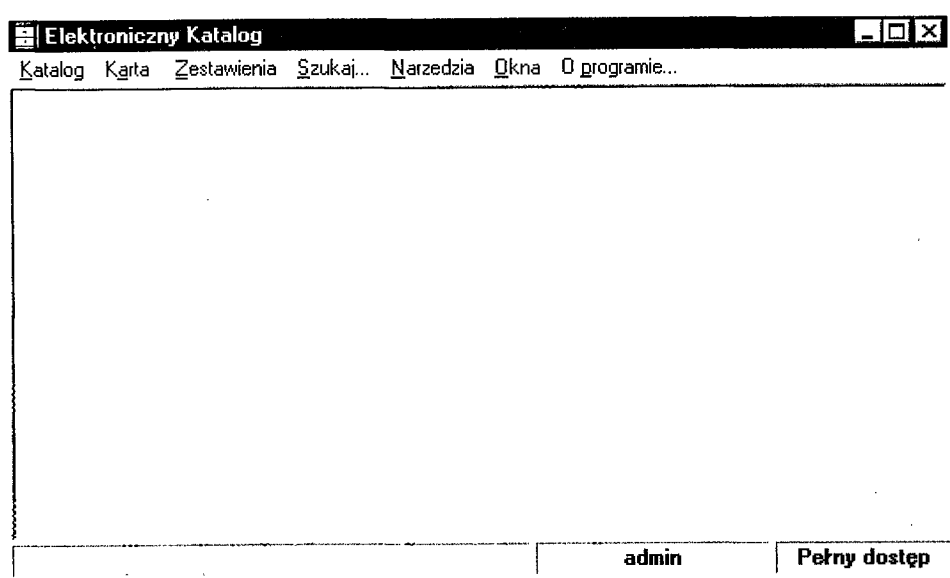 Elektroniczny Katalog
Katalog Karta Zestawienia Szukaj... Narzedzia Okna O programie...
admin Pełny dostęp